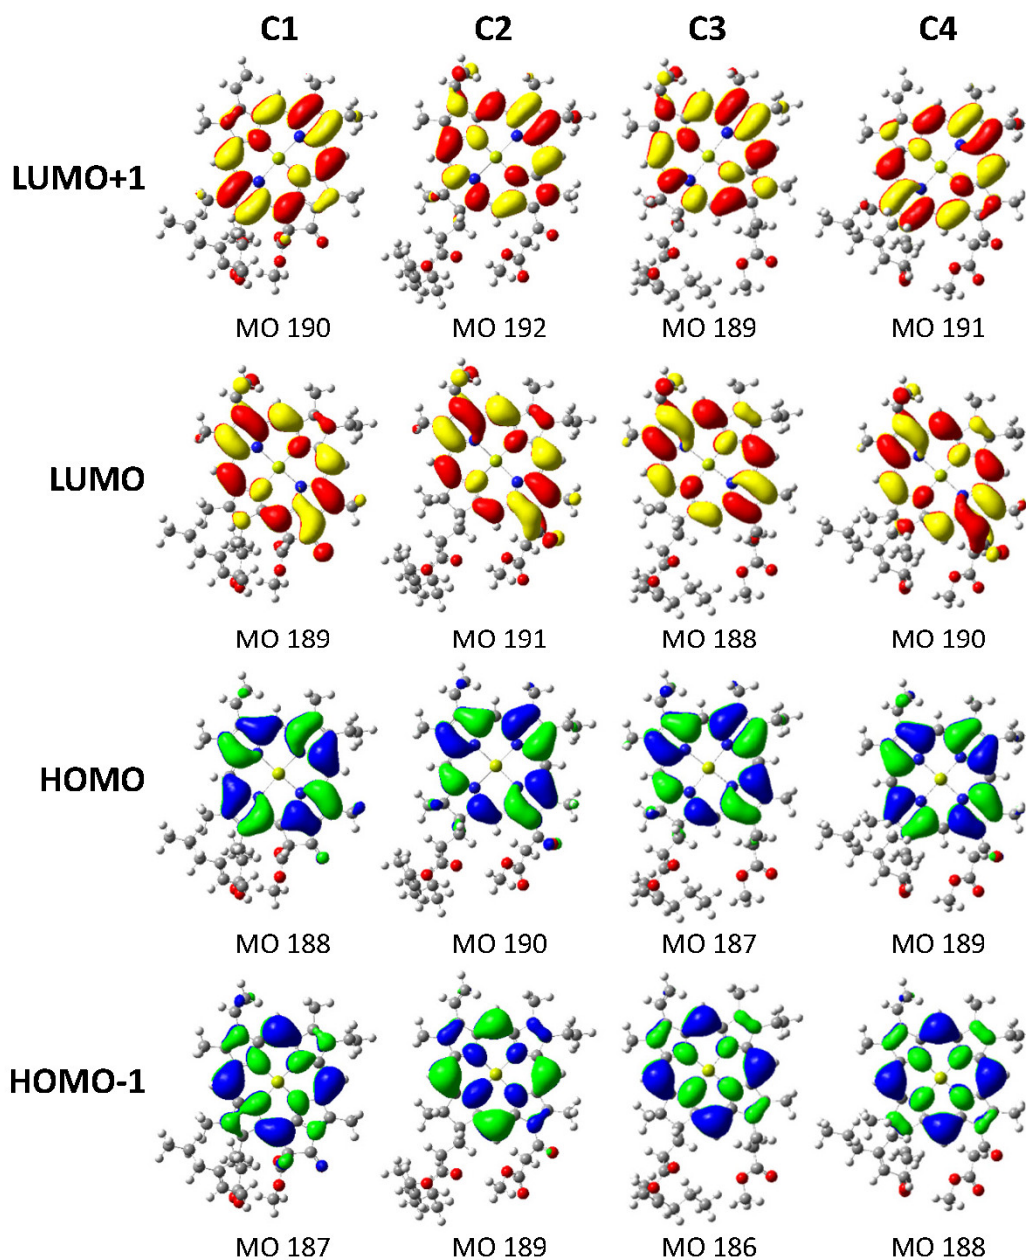 C1 C2 C3 C4
LUMO+1
MO 190 MO 192 MO 189 MO 191
LUMO
MO 189 MO 191 MO 188 MO 190
HOMO
MO 188 MO 190 MO 187 MO 189
HOMO-1
MO 187 MO 189 MO 186 MO 188